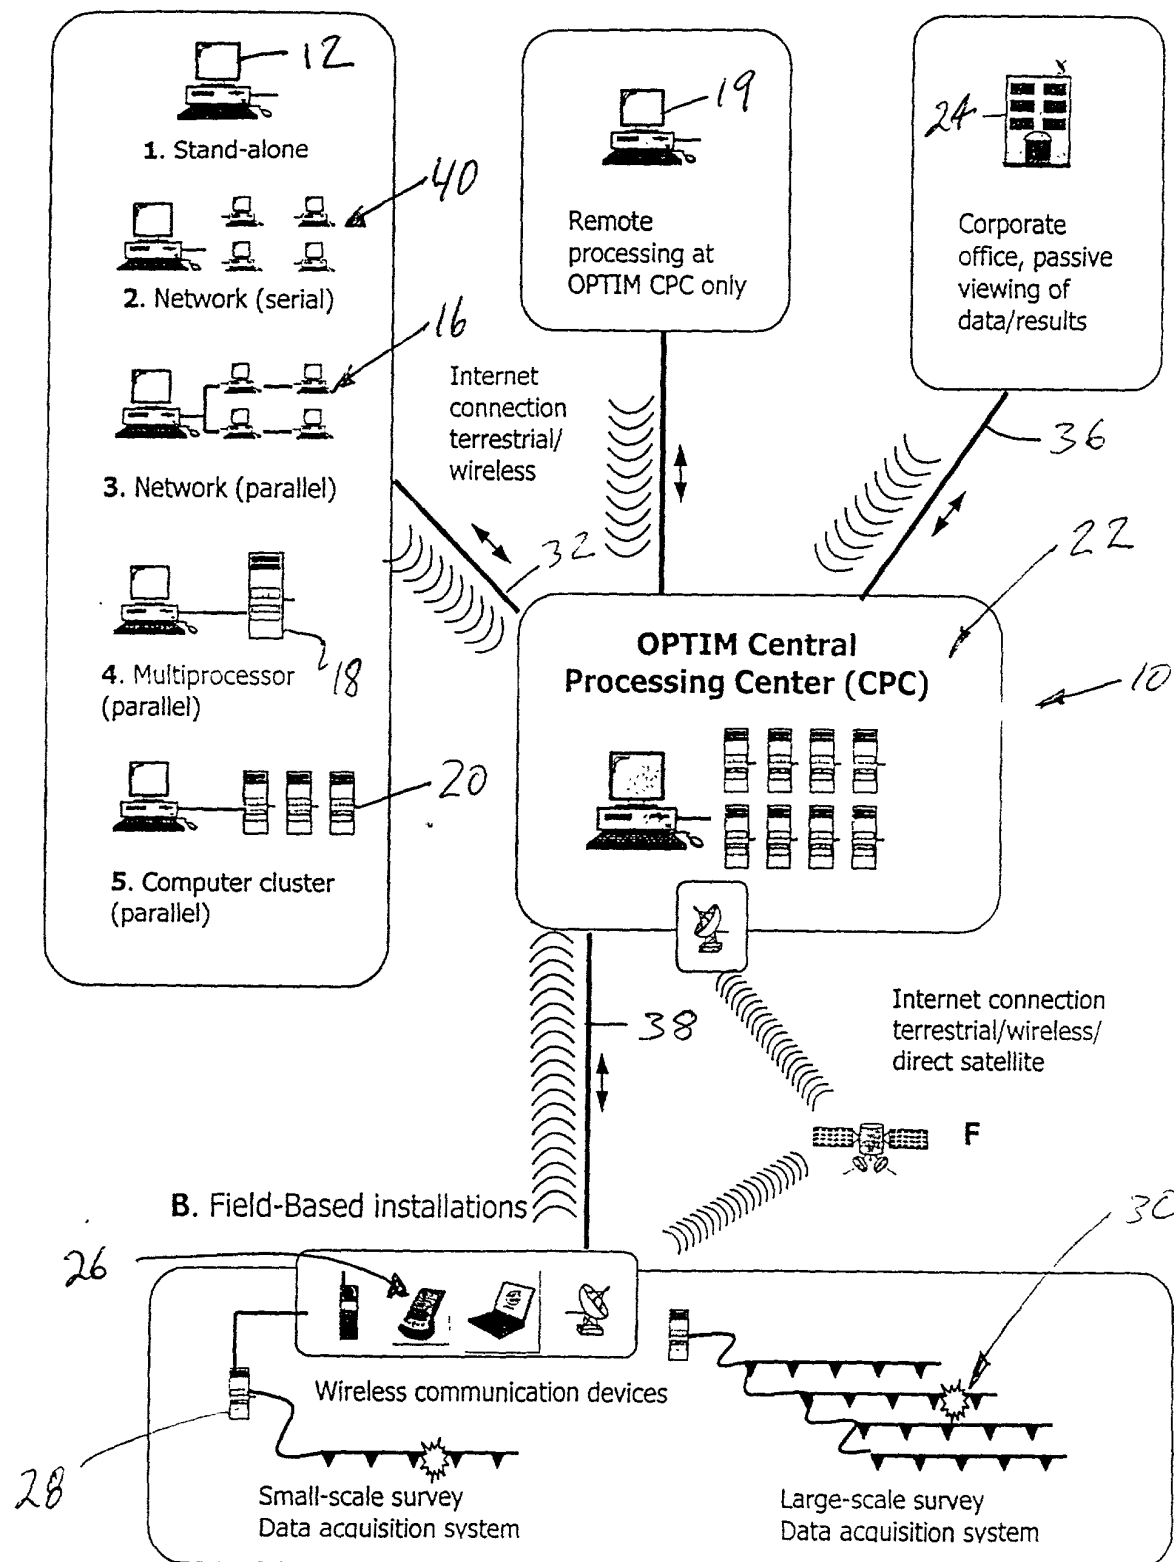 12
1. Stand-alone
40
2. Network (serial)
16
3. Network (parallel)
4. Multiprocessor
(parallel)
18
20
5. Computer cluster
(parallel)
19
Remote
processing at
OPTIM CPC only
24
Corporate
office, passive
viewing of
data/results
Internet
connection
terrestrial/
wireless
36
32
22
OPTIM Central
Processing Center (CPC)
10
38
Internet connection
terrestrial/wireless/
direct satellite
F
B. Field-Based installations
30
26
Wireless communication devices
28
Small-scale survey
Data acquisition system
Large-scale survey
Data acquisition system